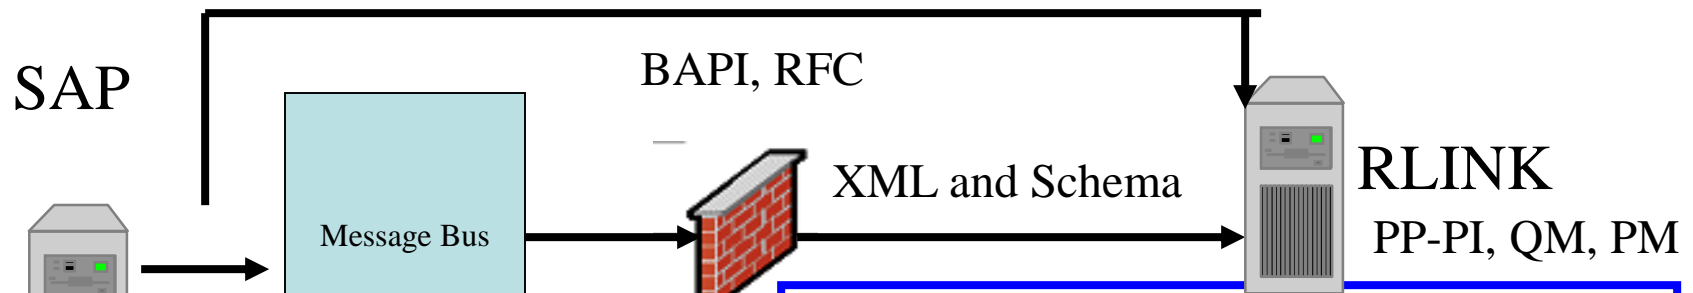 SAP
BAPI, RFC
XML and Schema
RLINK
Message Bus
PP-PI, QM, PM